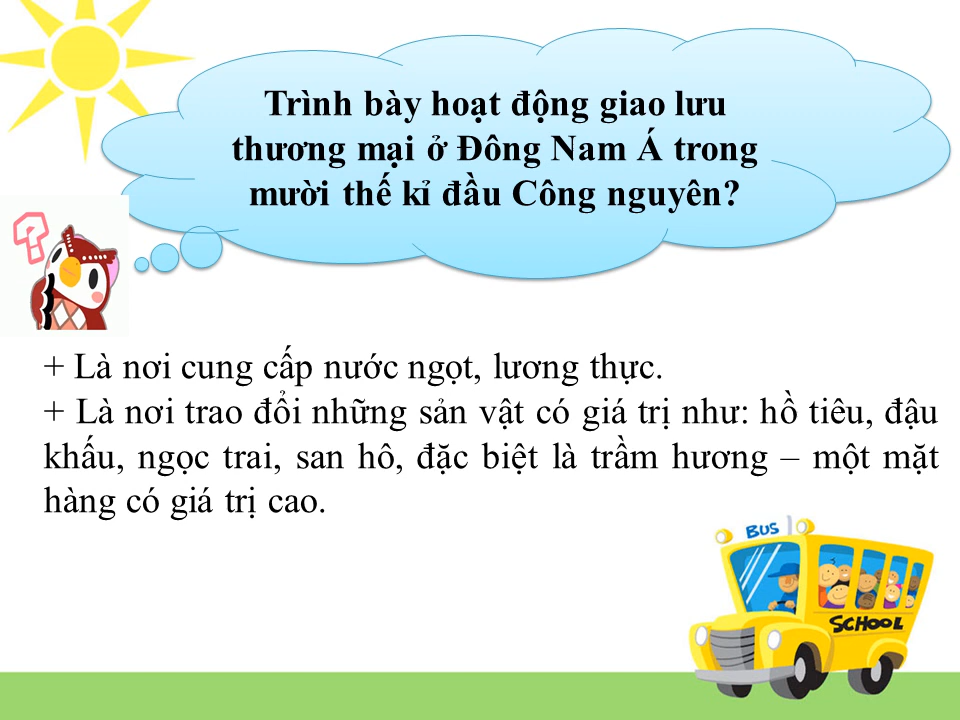 Trình bày hoạt động giao lưu
thương mại ở Đông Nam Á trong
mười thế kỉ đầu Công nguyên?
+ Là nơi cung cấp nước ngọt, lương thực.
+ Là nơi trao đổi những sản vật có giá trị như: hồ tiêu, đậu
khấu, ngọc trai, san hô, đặc biệt là trầm hương – một mặt
hàng có giá trị cao.
BUS
SCHOOL